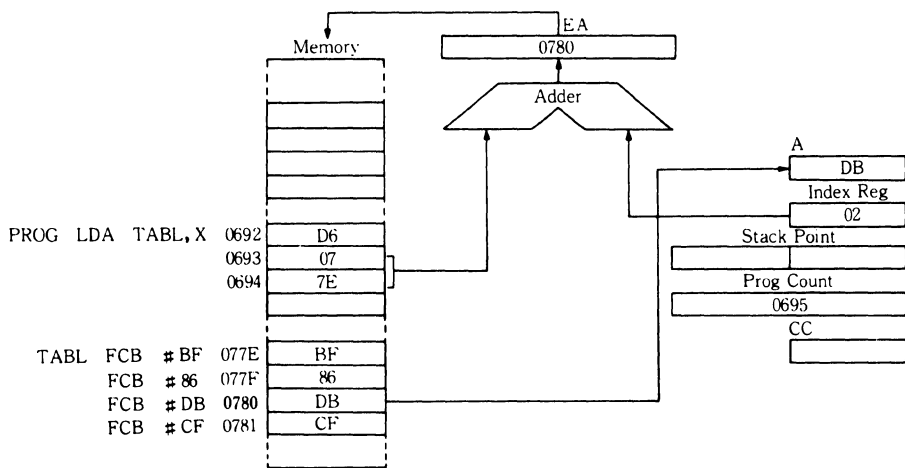 EA
Memory
0780
Adder
A
DB
Index Reg
02
PROG LDA TABL,X 0692 D6
Stack Point
0693 07
0694 7E
Prog Count
0695
CC
TABL FCB #BF 077E BF
FCB #86 077F 86
FCB #DB 0780 DB
FCB #CF 0781 CF